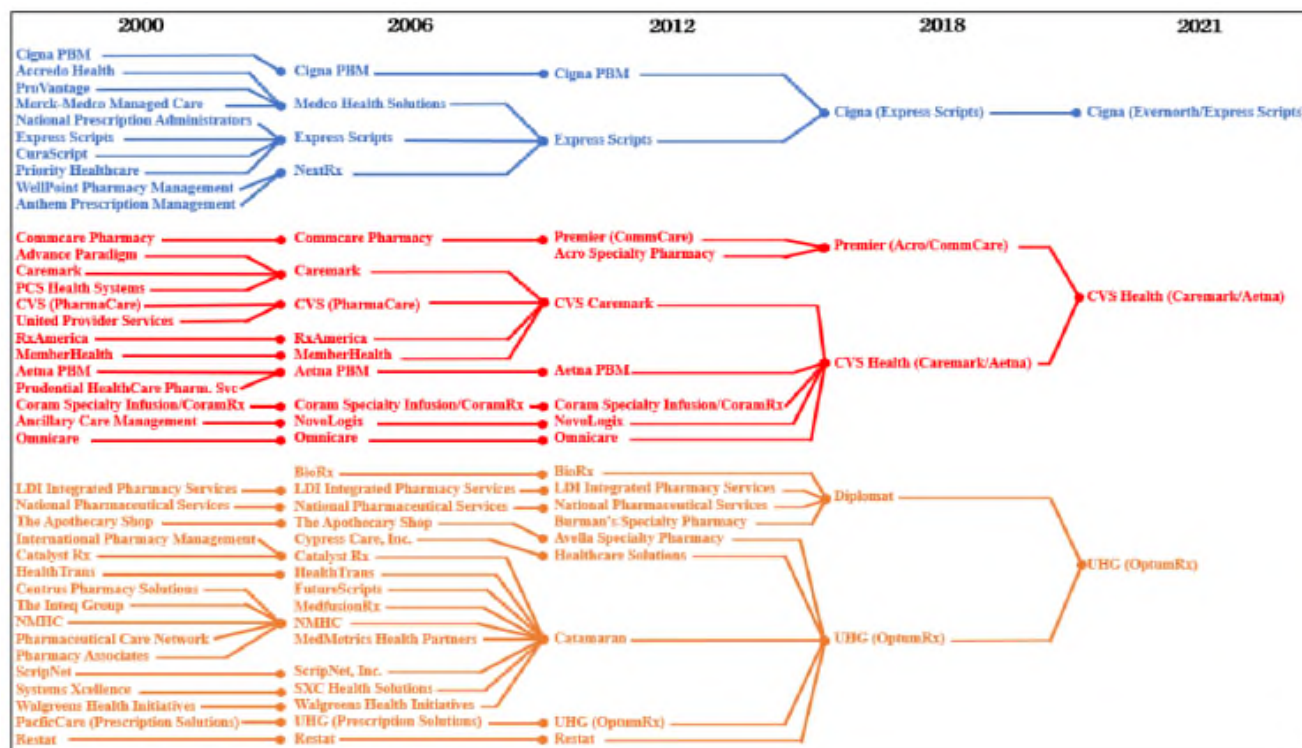 2000 2006 2012 2018 2021
Cigna PBM
Accredo Health
Cigna PBM
Cigna PBM
ProVantage
Merck-Medco Managed Care
Medco Health Solutions
Cigna (Express Scripts)
Cigna (Evernorth/Express Scripts)
National Prescription Administrators
Express Scripts
Express Scripts
Express Scripts
CuraScript
Priority Healthcare
NextRx
WellPoint Pharmacy Management
Anthem Prescription Management
Commcare Pharmacy
Commcare Pharmacy
Premier (CommCare)
Premier (Acro/CommCare)
Advance Paradigm
Acro Specialty Pharmacy
Caremark
Caremark
PCS Health Systems
CVS Health (Caremark/Aetna)
CVS (PharmaCare)
CVS (PharmaCare)
CVS Caremark
United Provider Services
RxAmerica
RxAmerica
MemberHealth
MemberHealth
CVS Health (Caremark/Aetna)
Aetna PBM
Aetna PBM
Aetna PBM
Prudential HealthCare Pharm. Svc
Coram Specialty Infusion/CoramRx
Coram Specialty Infusion/CoramRx
Coram Specialty Infusion/CoramRx
Ancillary Care Management
NovoLogix
NovoLogix
Omnicare
Omnicare
Omnicare
BioRx
BioRx
LDI Integrated Pharmacy Services
LDI Integrated Pharmacy Services
LDI Integrated Pharmacy Services
Diplomat
National Pharmaceutical Services
National Pharmaceutical Services
National Pharmaceutical Services
The Apothecary Shop
The Apothecary Shop
Burman's Specialty Pharmacy
International Pharmacy Management
Cypress Care, Inc.
Avella Specialty Pharmacy
Catalyst Rx
Catalyst Rx
Healthcare Solutions
UHG (OptumRx)
HealthTrans
HealthTrans
Centrus Pharmacy Solutions
FutureScripts
The Inteq Group
MedfusionRx
NMHC
NMHC
Pharmaceutical Care Network
MedMetrics Health Partners
Catamaran
UHG (OptumRx)
Pharmacy Associates
ScripNet
ScripNet, Inc.
Systems Xcellence
SXC Health Solutions
Walgreens Health Initiatives
Walgreens Health Initiatives
PacficCare (Prescription Solutions)
UHG (Prescription Solutions)
UHG (OptumRx)
Restat
Restat
Restat